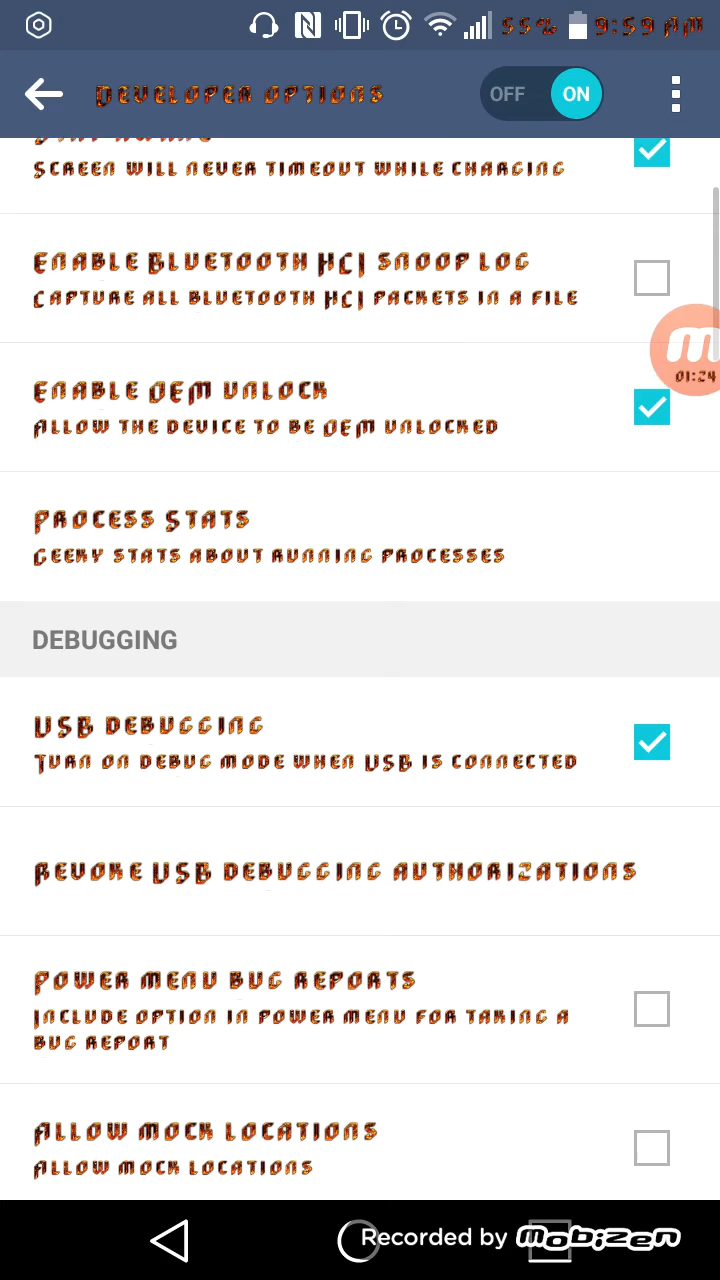 55% 9:59 AM
Developer options
OFF ON
Screen will never timeout while charging
Enable Bluetooth HCI snoop log
Capture all bluetooth HCI packets in a file
01:24
Enable OEM unlock
Allow the device to be OEM unlocked
Process Stats
Geeky stats about running processes
DEBUGGING
USB debugging
Turn on debug mode when USB is connected
Revoke USB debugging authorizations
Power menu bug reports
Include option in power menu for taking a
bug report
Allow mock locations
Allow mock locations
Recorded by Mobizen